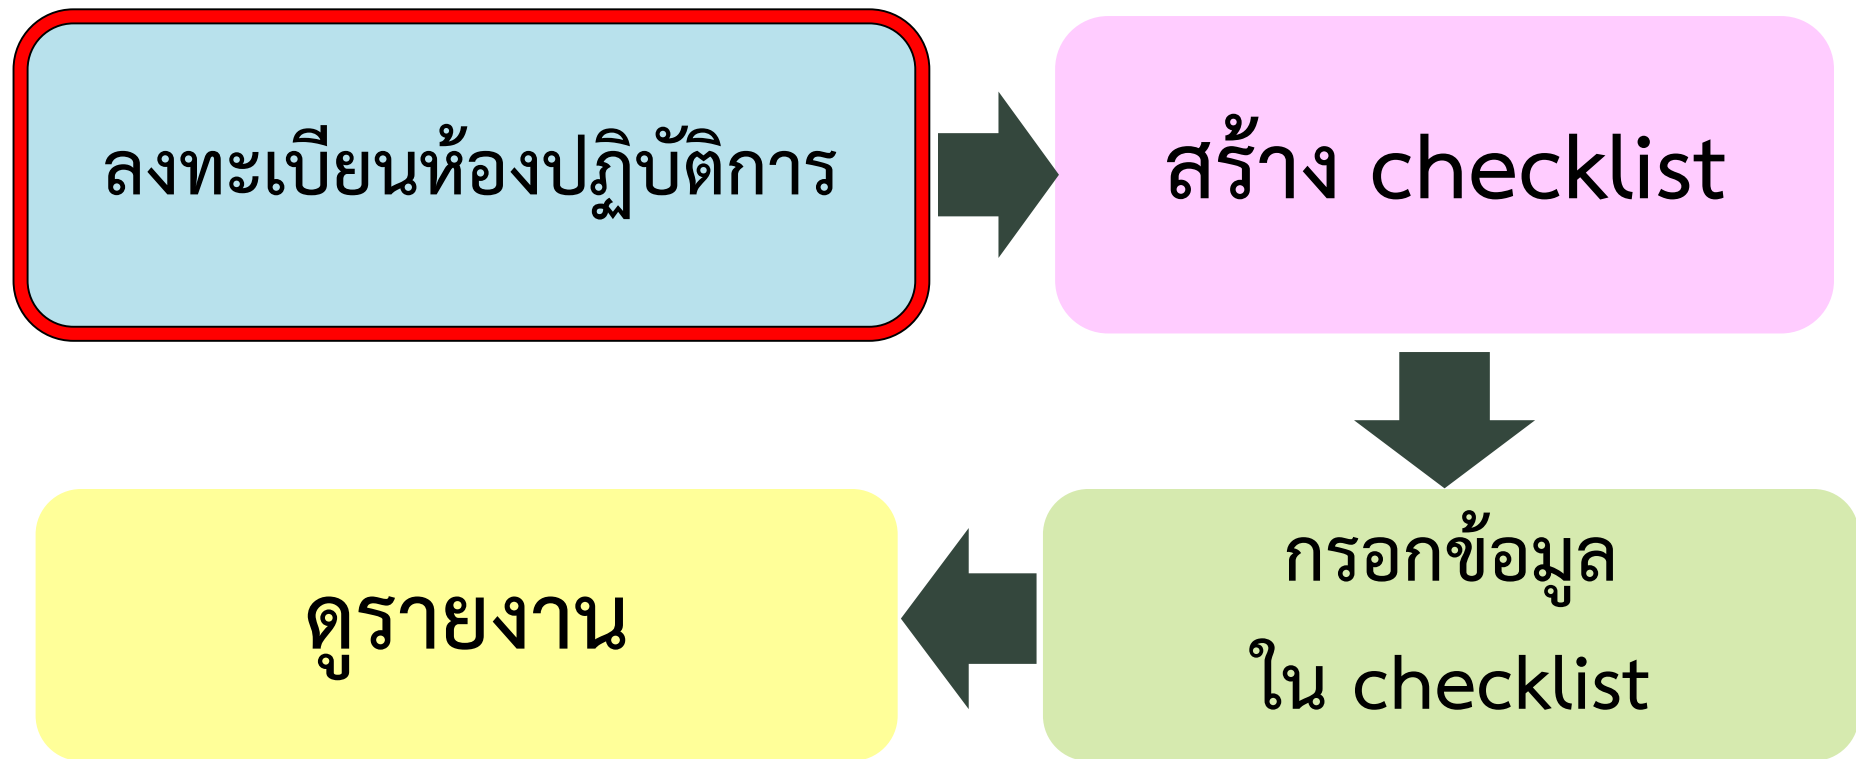 ลงทะเบียนห้องปฏิบัติการ
สร้าง checklist
กรอกข้อมูล
ใน checklist
ดูรายงาน